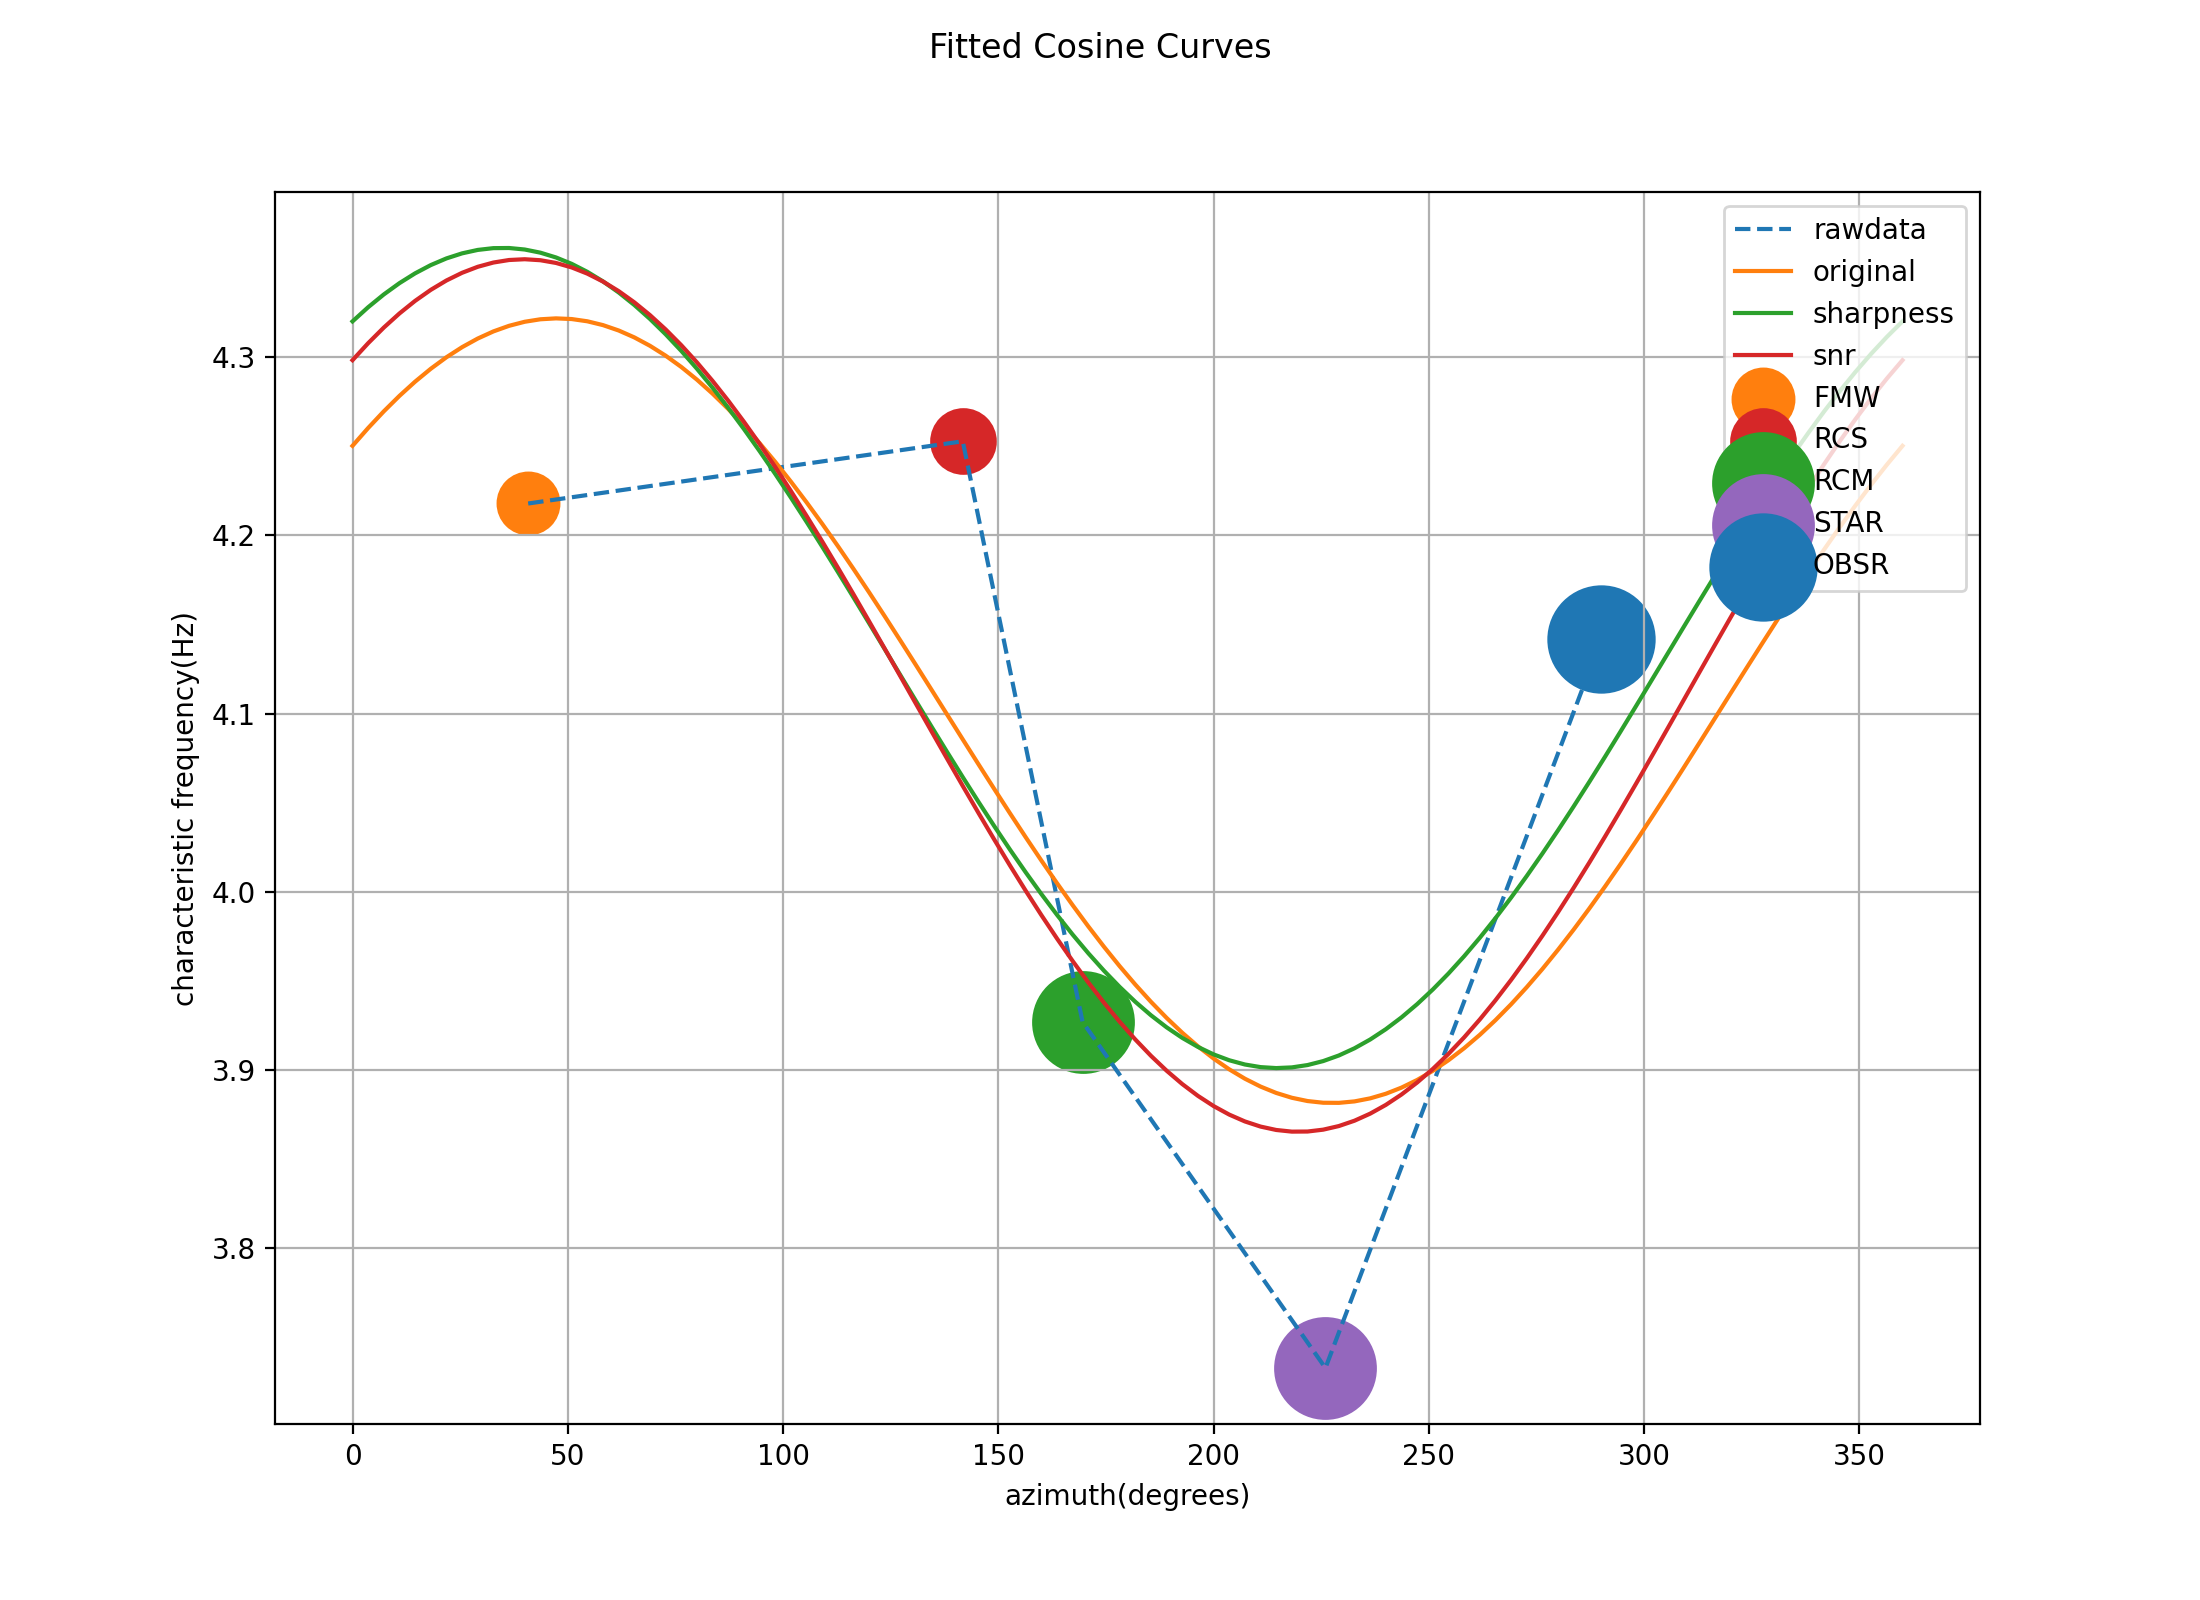 Fitted Cosine Curves
rawdata
original
sharpness
snr
FMW
RCS
RCM
STAR
OBSR
4.3
4.2
4.1
4.0
3.9
3.8
characteristic frequency(Hz)
0 50 100 150 200 250 300 350
azimuth(degrees)